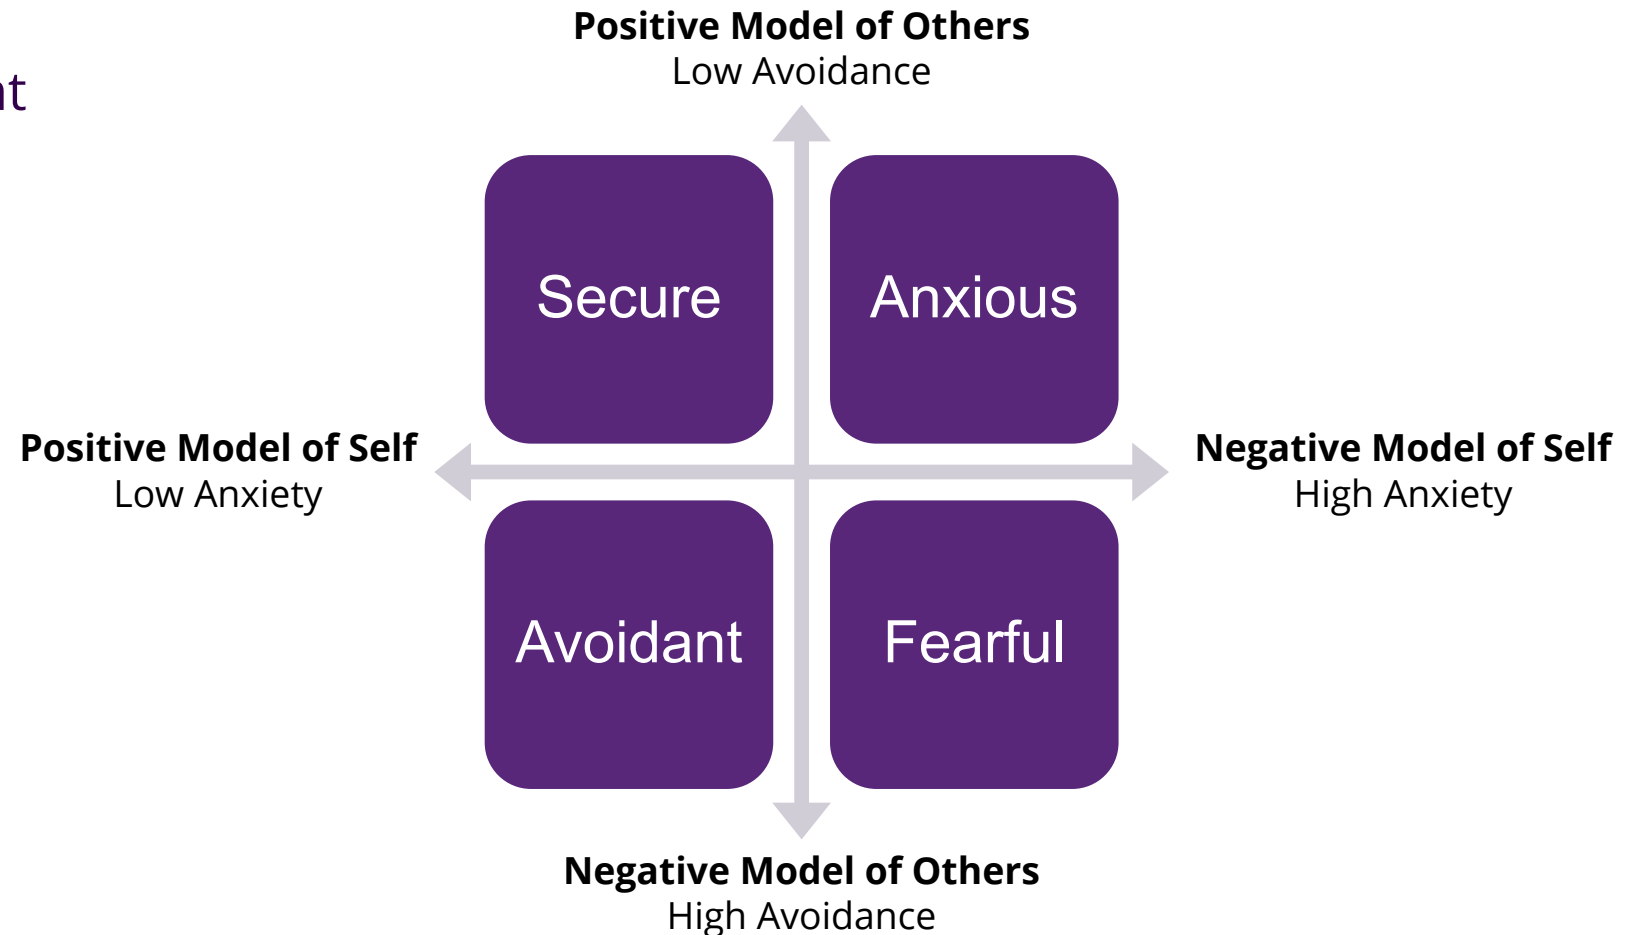 Positive Model of Others
Low Avoidance
nt
Secure
Anxious
Positive Model of Self
Low Anxiety
Negative Model of Self
High Anxiety
Avoidant
Fearful
Negative Model of Others
High Avoidance